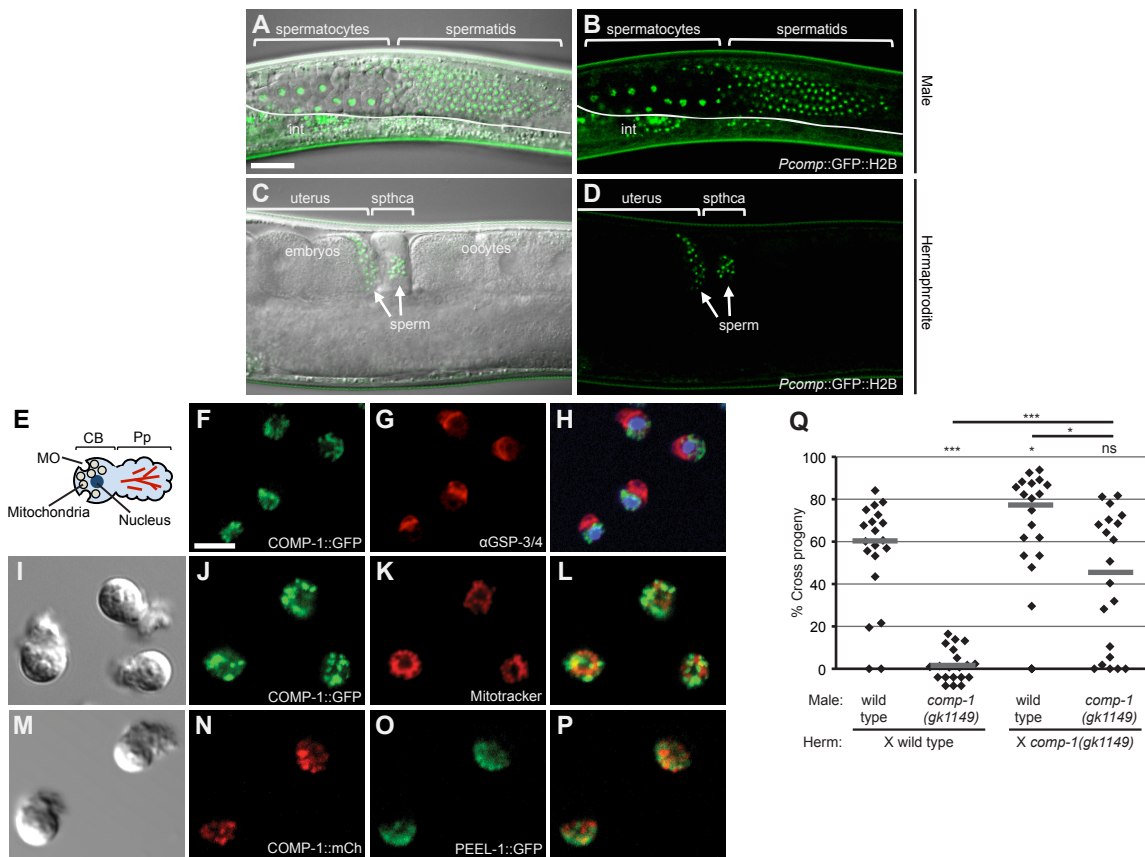 A
spermatocytes
spermatids
int
B
spermatocytes
spermatids
int
Pcomp::GFP::H2B
Male
C
uterus
spthca
embryos
oocytes
sperm
D
uterus
spthca
sperm
Pcomp::GFP::H2B
Hermaphrodite
E
CB
Pp
MO
Mitochondria
Nucleus
F
COMP-1::GFP
G
αGSP-3/4
H
I
J
COMP-1::GFP
K
Mitotracker
L
M
N
COMP-1::mCh
O
PEEL-1::GFP
P
Q
***
*
***
*
ns
% Cross progeny
100
80
60
40
20
0
Male:
wild type
comp-1 (gk1149)
wild type
comp-1 (gk1149)
Herm:
X wild type
X comp-1(gk1149)